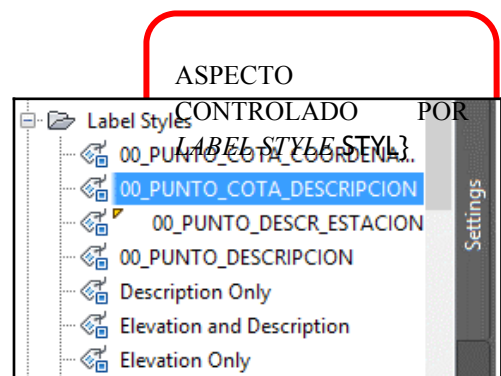 ASPECTO
CONTROLADO POR
LABEL STYLE STYL}
Label Styles
00_PUNTO_COTA_COORDENA...
00_PUNTO_COTA_DESCRIPCION
00_PUNTO_DESCR_ESTACION
00_PUNTO_DESCRIPCION
Description Only
Elevation and Description
Elevation Only
Settings